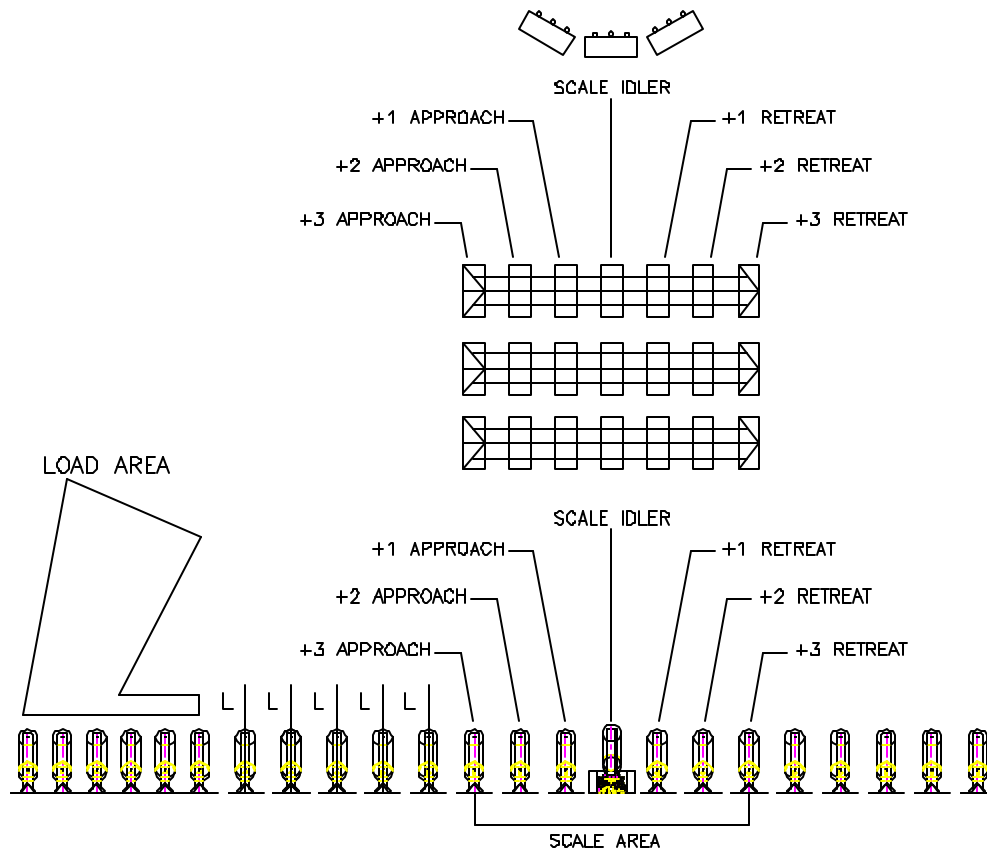 SCALE IDLER
+1 APPROACH
+1 RETREAT
+2 APPROACH
+2 RETREAT
+3 APPROACH
+3 RETREAT
LOAD AREA
SCALE IDLER
+1 APPROACH
+1 RETREAT
+2 APPROACH
+2 RETREAT
+3 APPROACH
+3 RETREAT
L L L L L
SCALE AREA